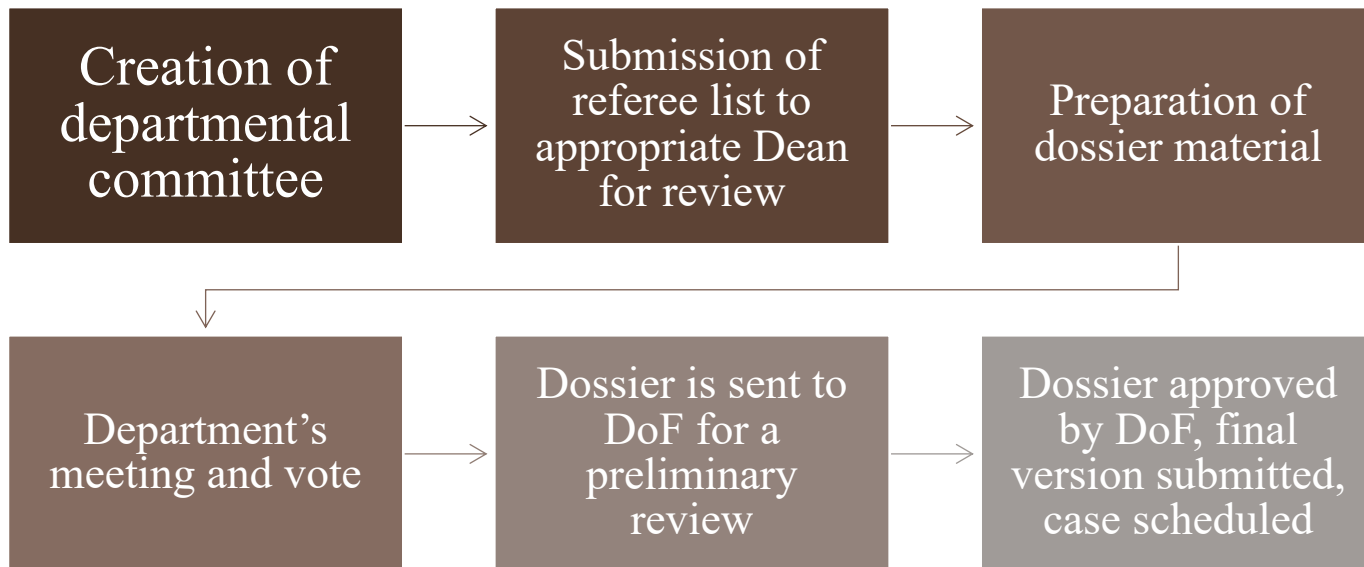 Creation of
departmental
committee
Submission of
referee list to
appropriate Dean
for review
Preparation of
dossier material
Department’s
meeting and vote
Dossier is sent to
DoF for a
preliminary
review
Dossier approved
by DoF, final
version submitted,
case scheduled